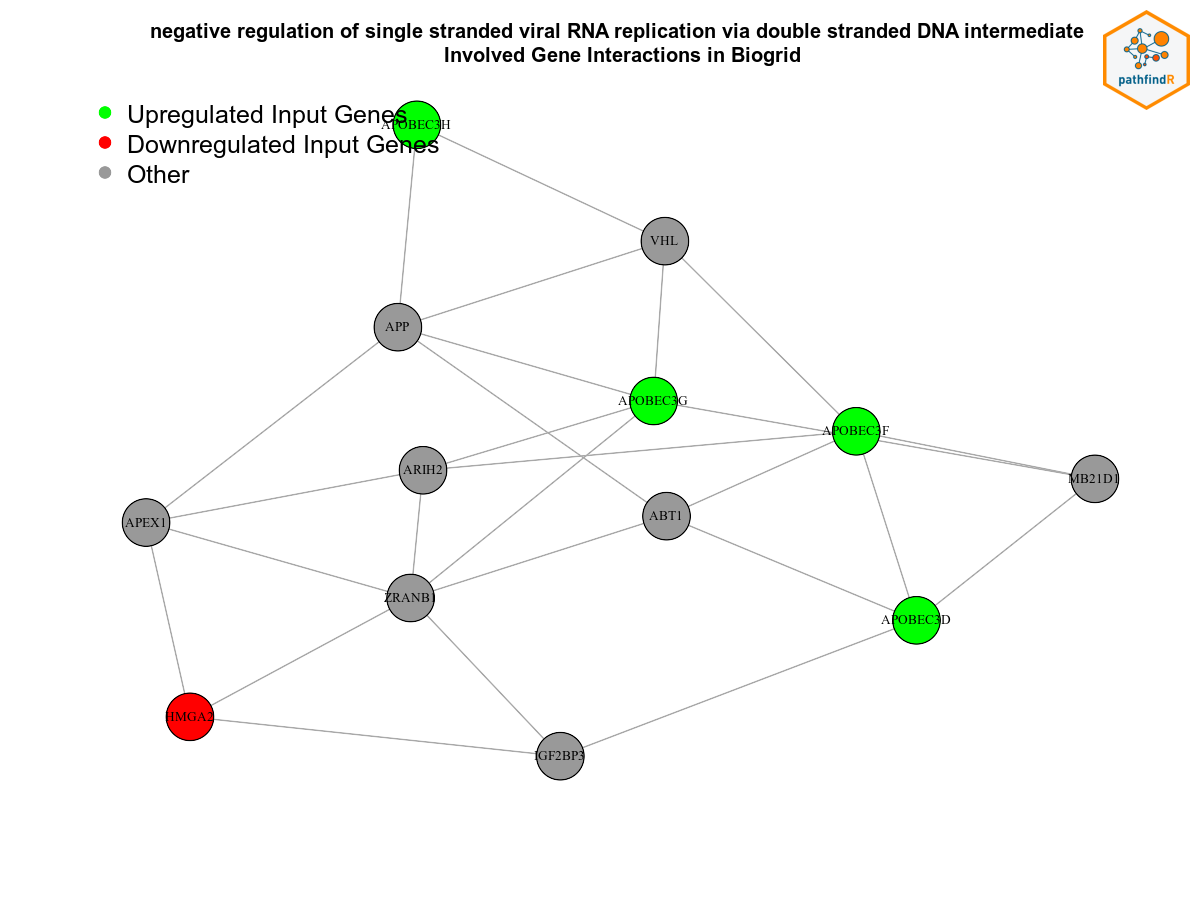 negative regulation of single stranded viral RNA replication via double stranded DNA intermediate
Involved Gene Interactions in Biogrid
pathfindR
Upregulated Input Genes
Downregulated Input Genes
Other
APOBEC3H
VHL
APP
APOBEC3G
APOBEC3F
ARIH2
MB21D1
APEX1
ABT1
ZRANB1
APOBEC3D
HMGA2
IGF2BP3